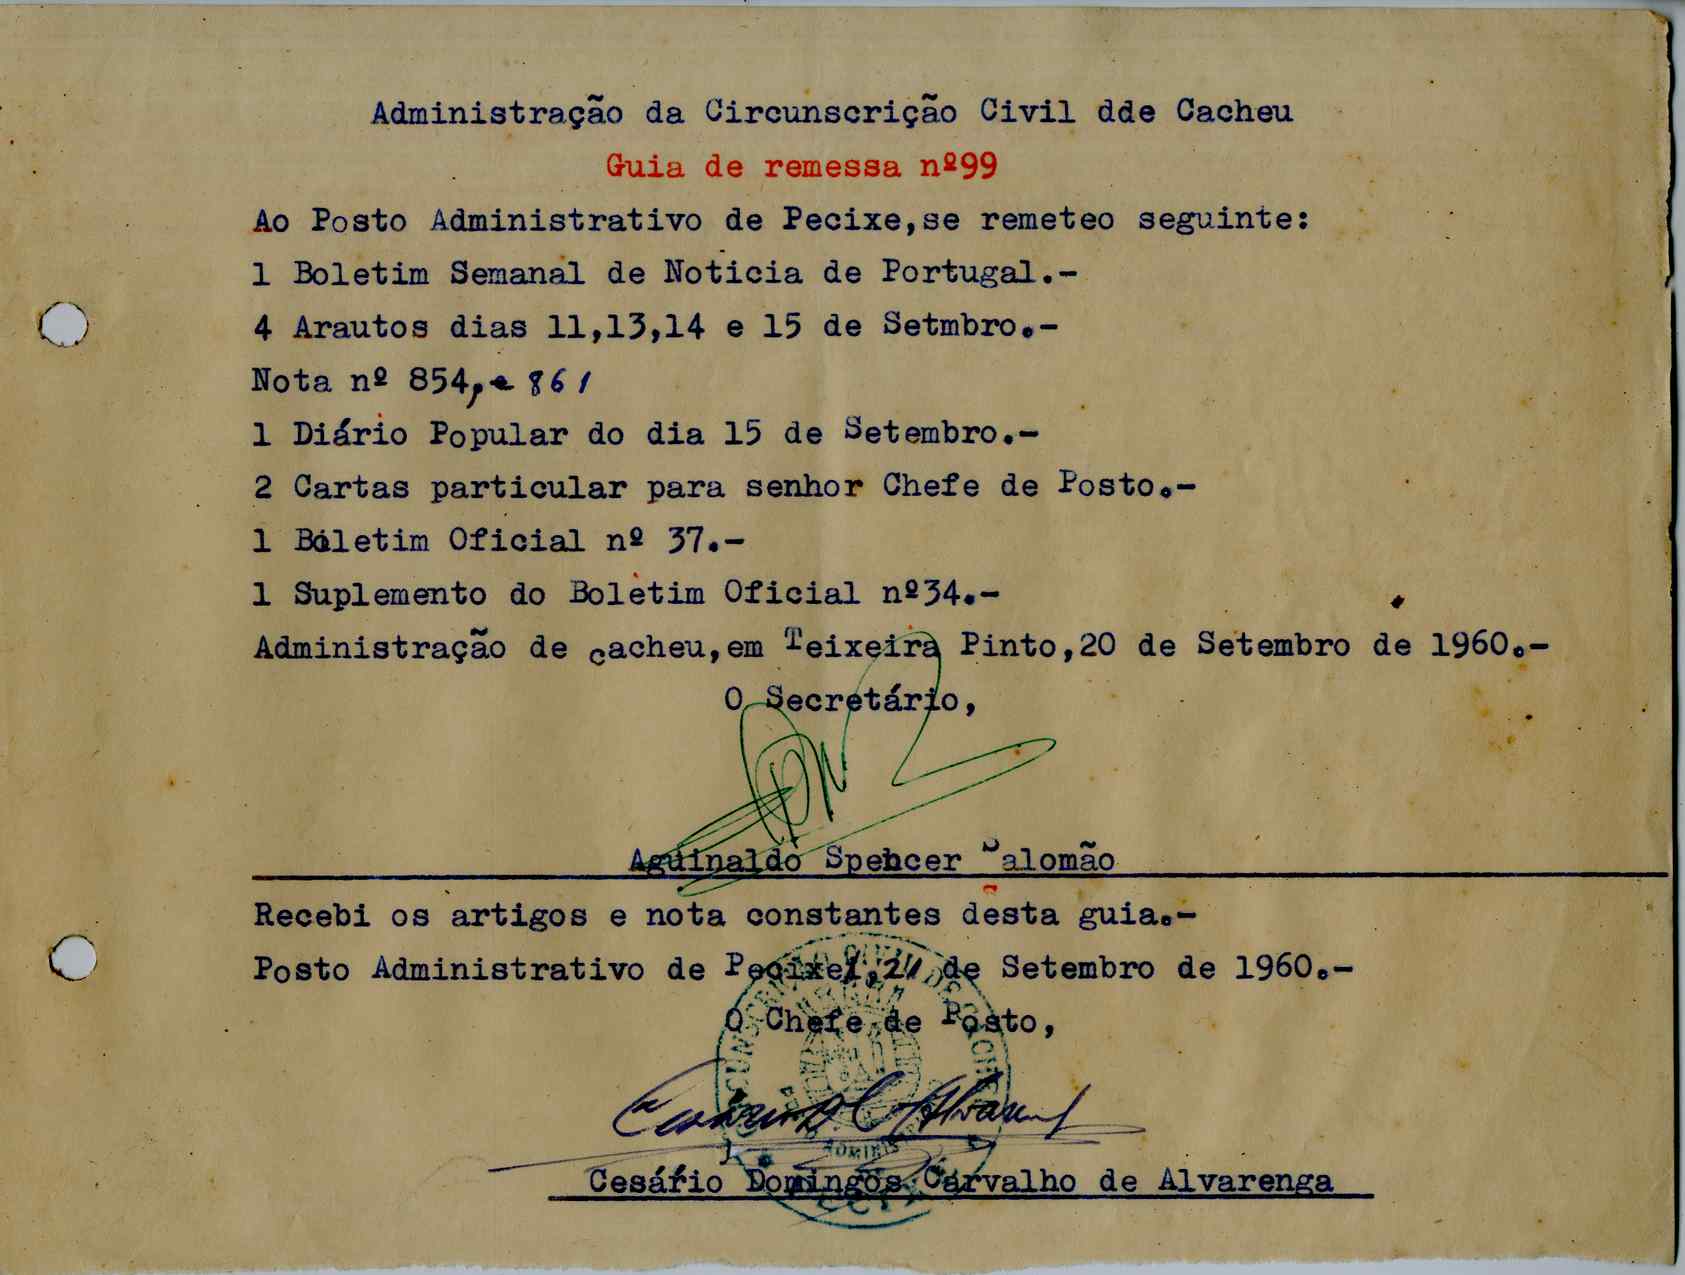 Administração da Circunscrição Civil dde Cacheu
Guia de remessa nº99
Ao Posto Administrativo de Pecixe,se remeteo seguinte:
1 Boletim Semanal de Noticia de Portugal.-
4 Arautos dias 11,13,14 e 15 de Setmbro.-
Nota nº 854, e 861
1 Diário Popular do dia 15 de Setembro.-
2 Cartas particular para senhor Chefe de Posto.-
1 Boletim Oficial nº 37.-
1 Suplemento do Boletim Oficial nº34.-
Administração de cacheu,em Teixeira Pinto,20 de Setembro de 1960.-
O Secretário,
Aguinaldo Spencer Salomão
Recebi os artigos e nota constantes desta guia.-
Posto Administrativo de Pecixe, de Setembro de 1960.-
O Chefe de Posto,
Cesário Domingos Carvalho de Alvarenga